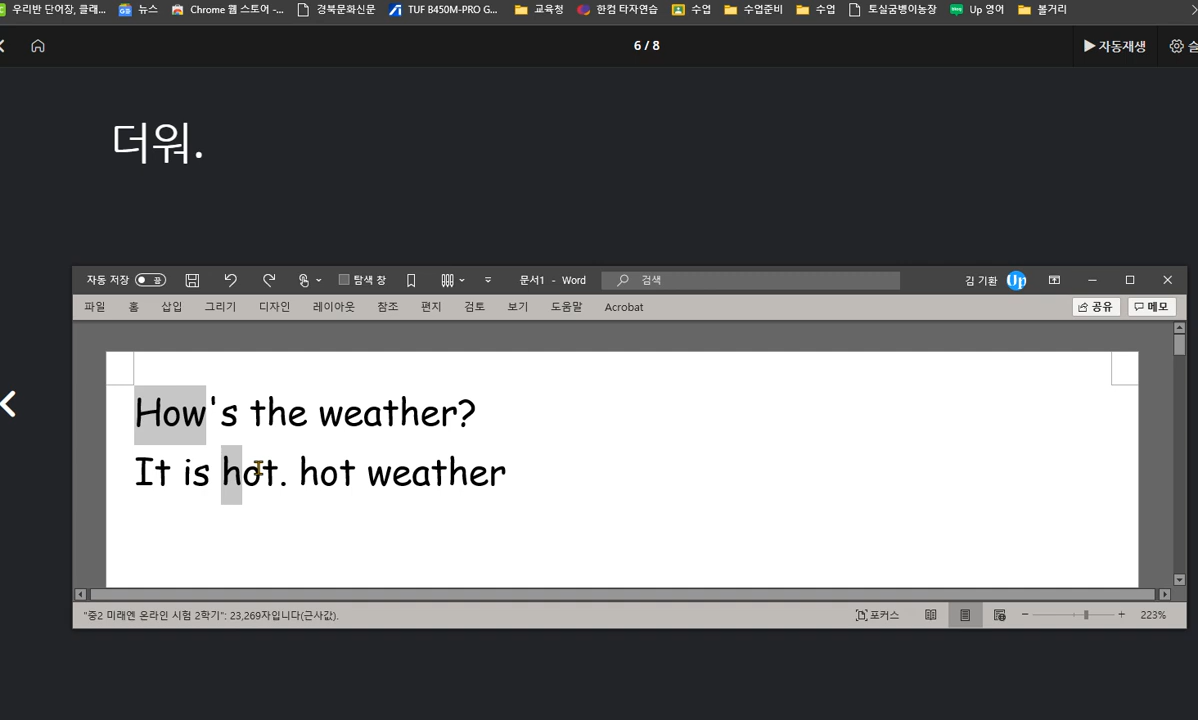 우리반 단어장, 클래... 뉴스 Chrome 웹 스토어 -... 경북문화신문 TUF B450M-PRO G... 교육청 한컴 타자연습 수업 수업준비 수업 토실굼벵이농장 Up 영어 볼거리
6 / 8 자동재생
더워.
자동 저장 끔 탐색 창 문서1 - Word 검색 김 기환 Up
파일 홈 삽입 그리기 디자인 레이아웃 참조 편지 검토 보기 도움말 Acrobat 공유 메모
How's the weather?
It is hot. hot weather
"중2 미래엔 온라인 시험 2학기": 23,269자입니다(근사값). 포커스 223%